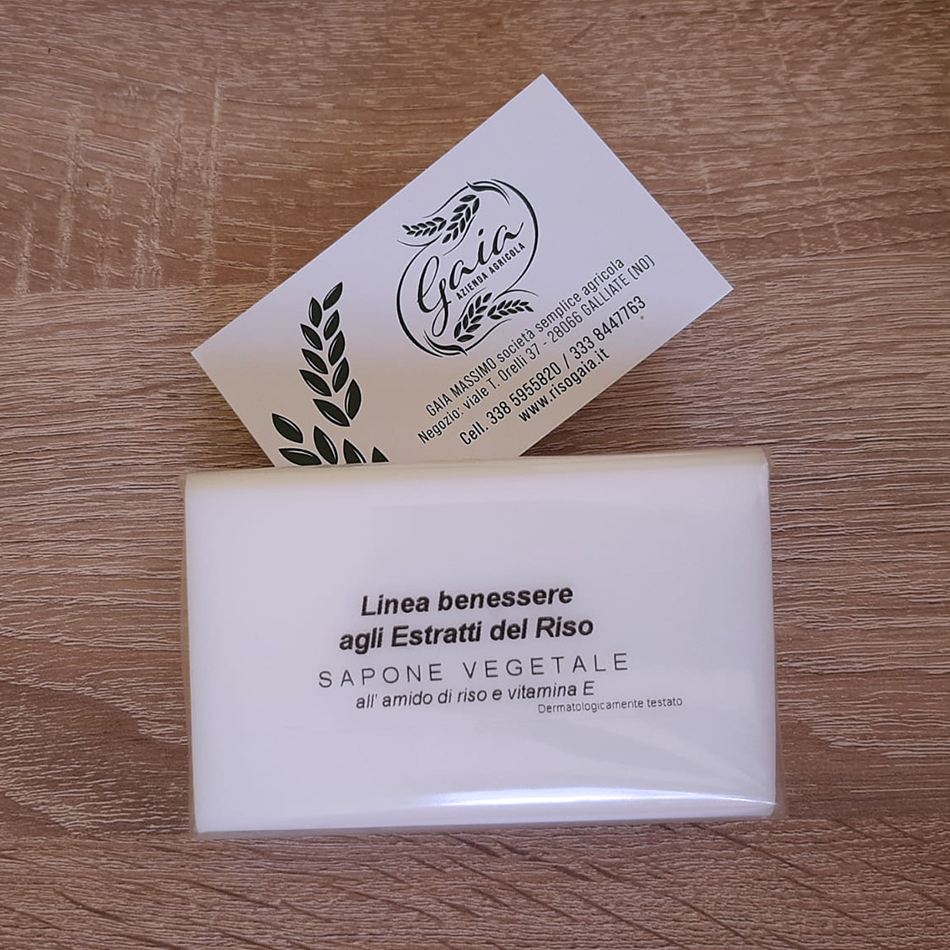 Gaia
AZIENDA AGRICOLA
GAIA MASSIMO società semplice agricola
Negozio: viale T. Orelli 37 - 28066 GALLIATE (NO)
Cell. 338 5955820 / 333 8447763
www.risogaia.it
Linea benessere
agli Estratti del Riso
SAPONE VEGETALE
all' amido di riso e vitamina E
Dermatologicamente testato